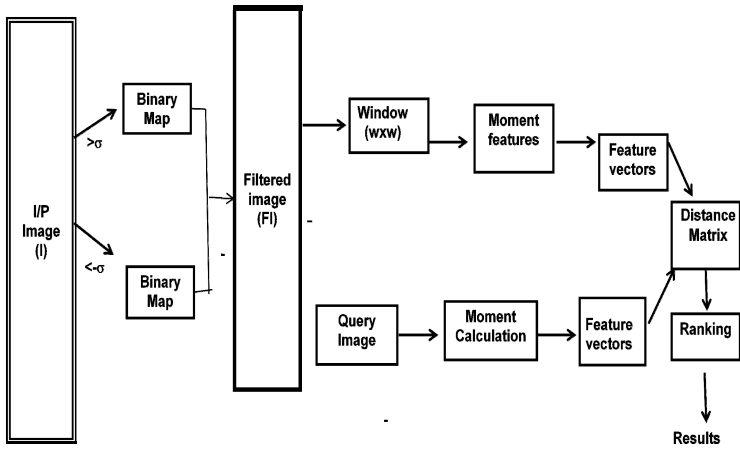 I/P
Image
(I)
>σ
<-σ
Binary
Map
Binary
Map
Filtered
image
(FI)
Window
(wxw)
Moment
features
Feature
vectors
Distance
Matrix
Query
Image
Moment
Calculation
Feature
vectors
Ranking
Results